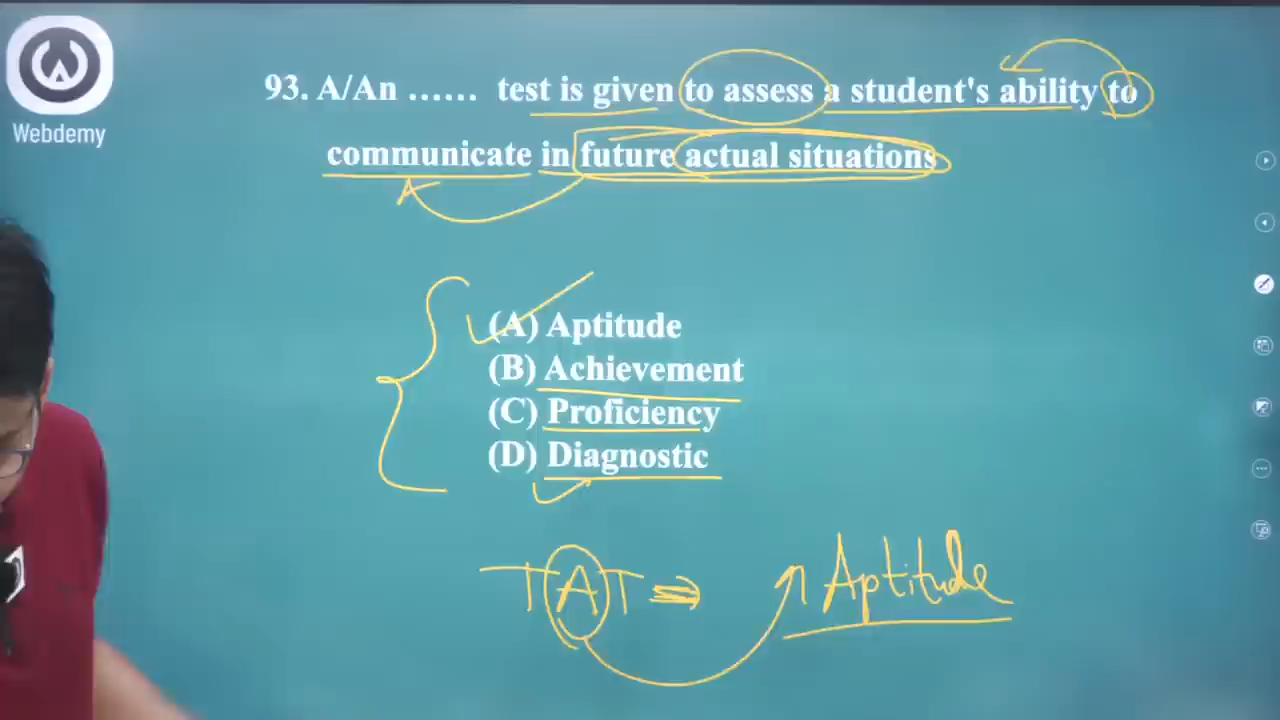 Webdemy
93. A/An ...... test is given to assess a student's ability to
communicate in future actual situations
(A) Aptitude
(B) Achievement
(C) Proficiency
(D) Diagnostic
TAT ⇒ Aptitude